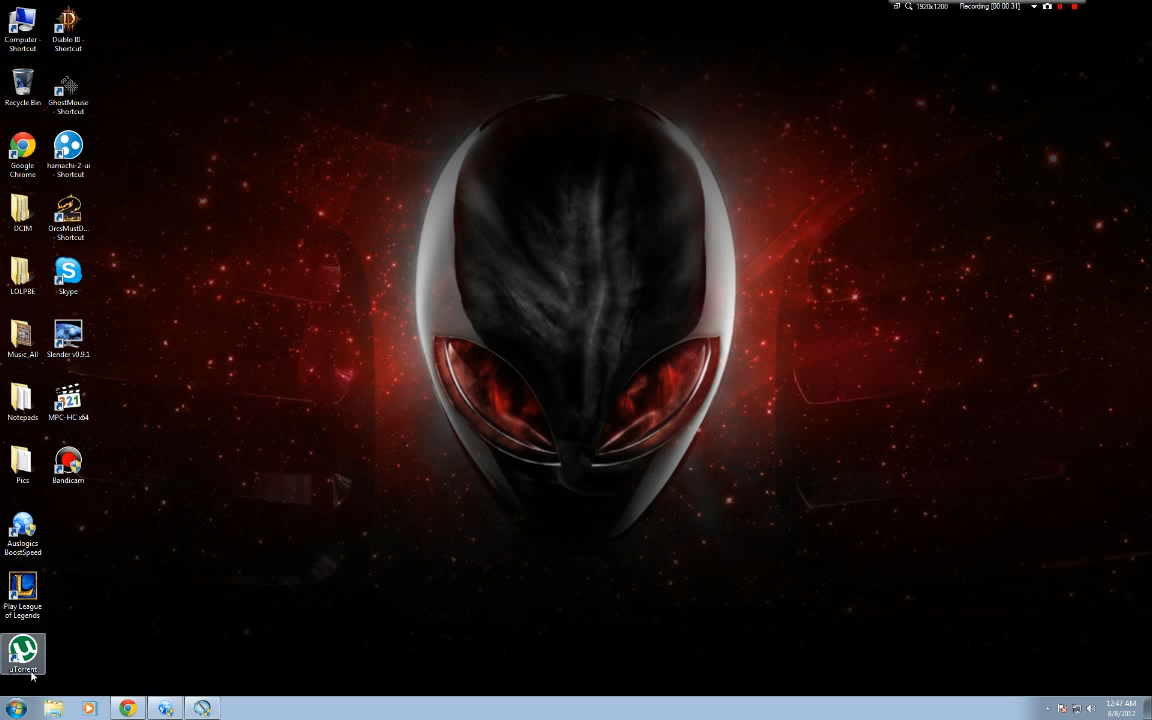 1920x1200 Recording [00:00:31]
Computer - Shortcut
Diablo III - Shortcut
Recycle Bin
GhostMouse - Shortcut
Google Chrome
hamachi-2-ui - Shortcut
DCIM
OrcsMustD... - Shortcut
LOLPBE
Skype
Music_All
Slender v0.9.1
Notepads
MPC-HC x64
321
Pics
Bandicam
Auslogics BoostSpeed
Play League of Legends
uTorrent
12:47 AM
8/8/2012